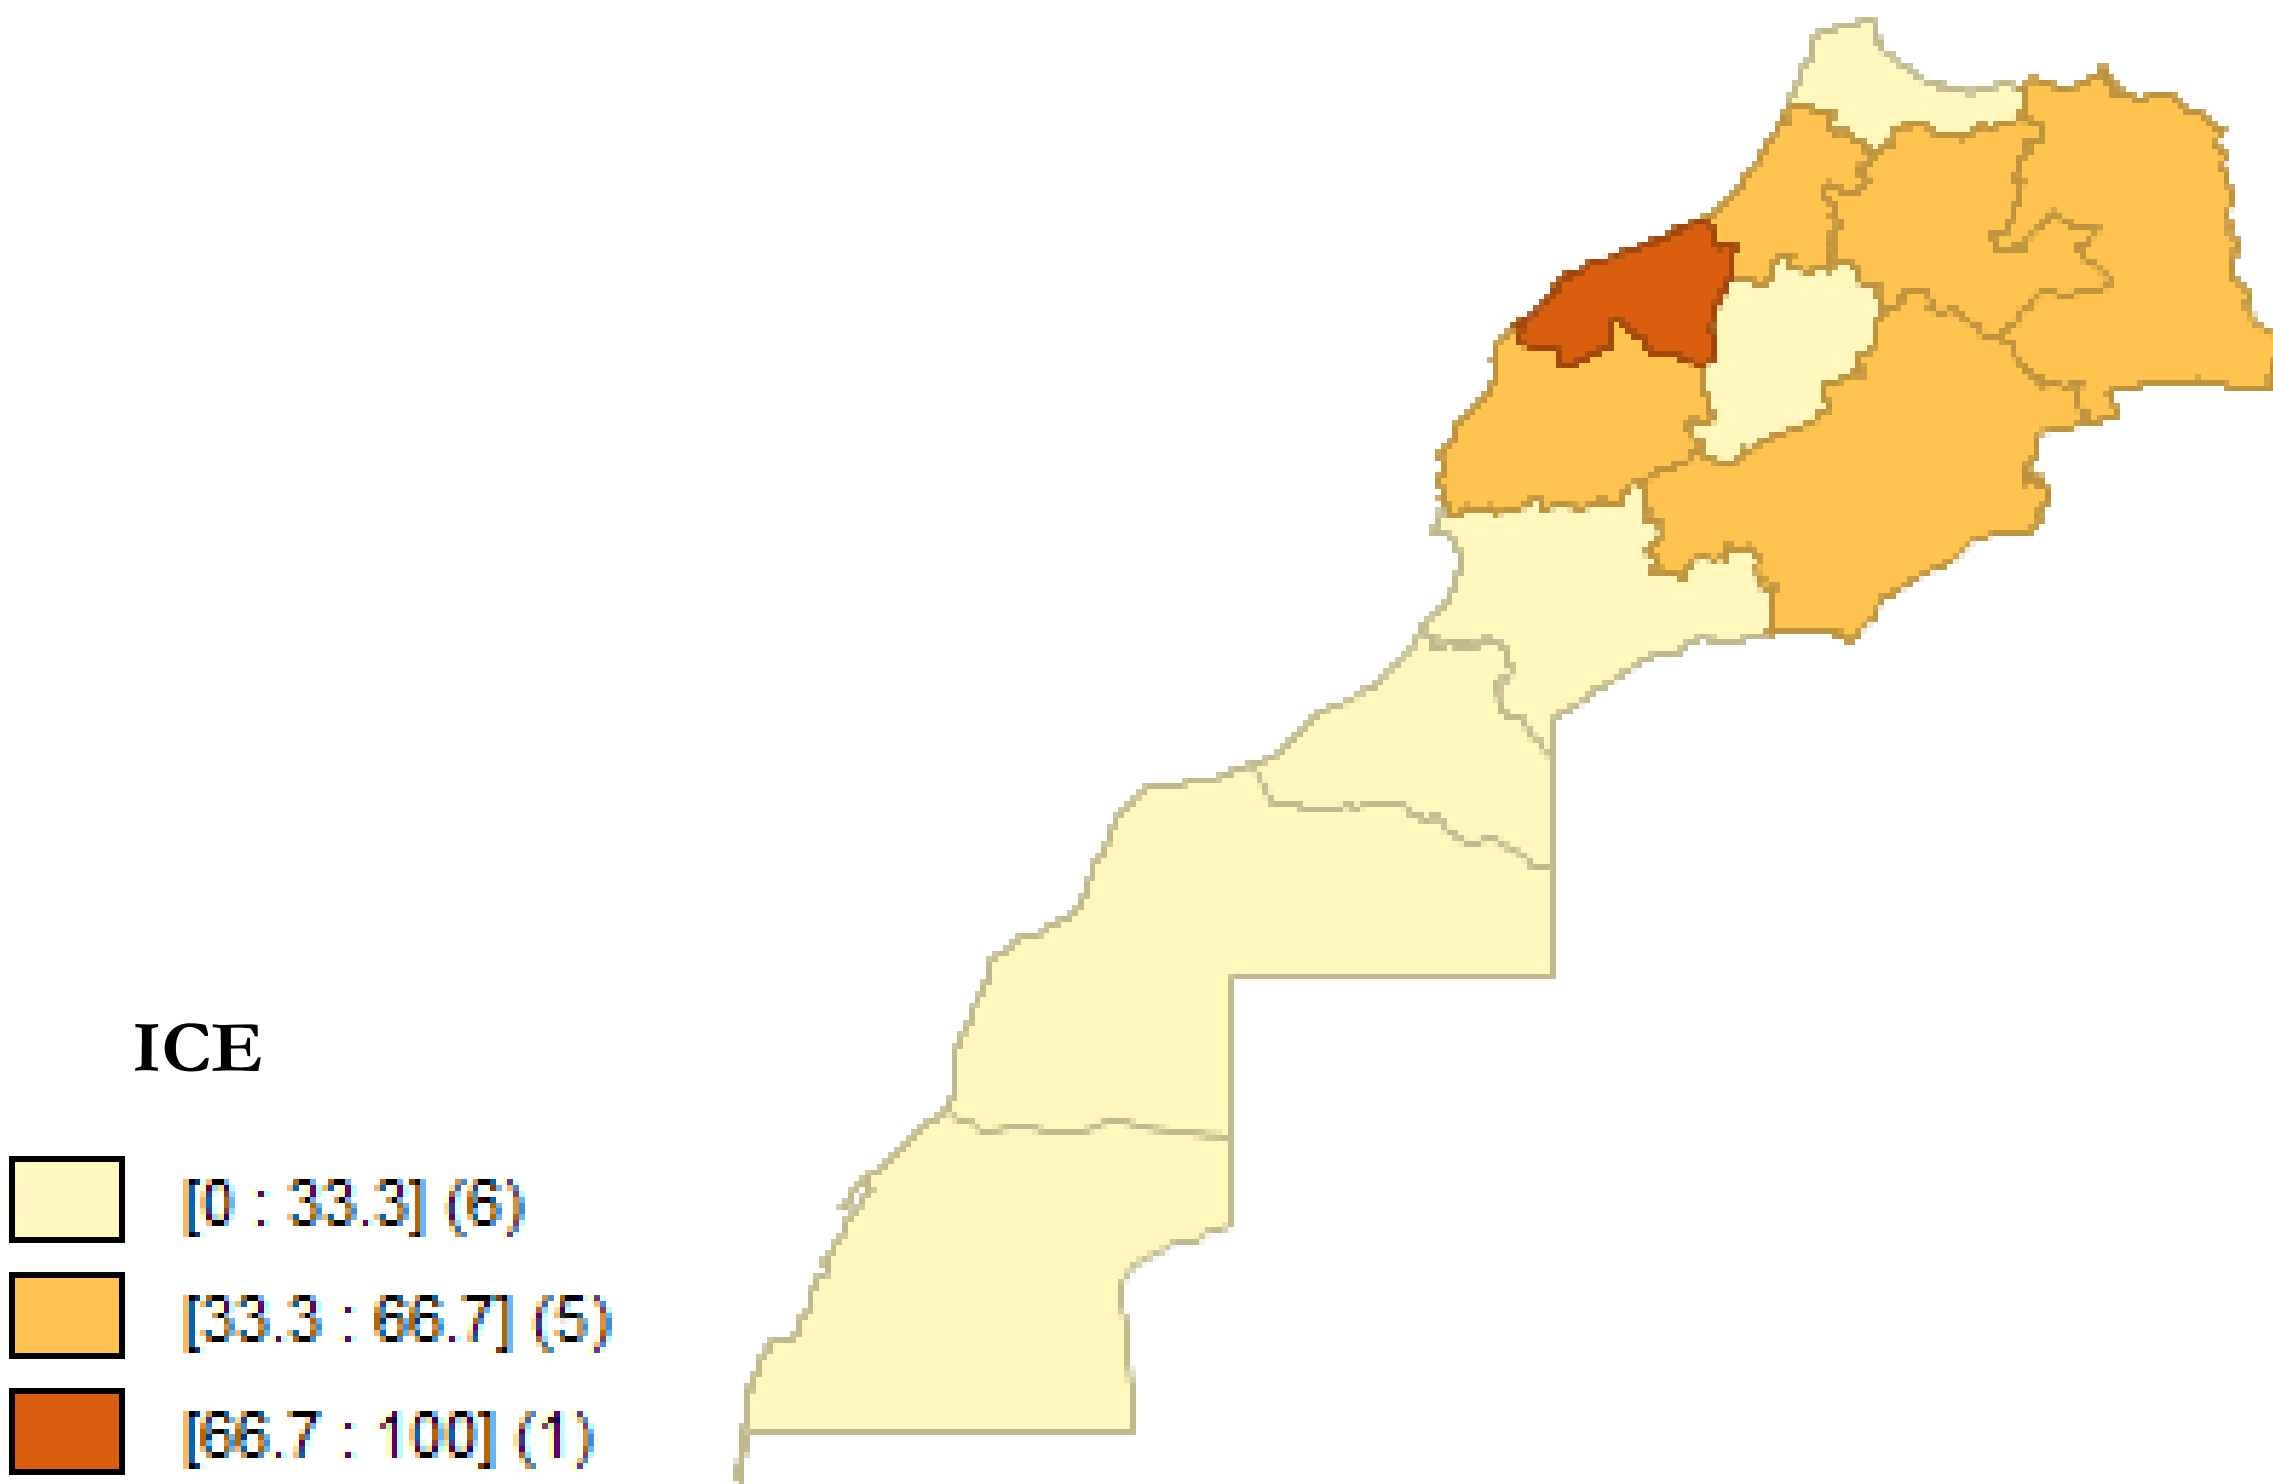 ICE
[0 : 33.3] (6)
[33.3 : 66.7] (5)
[66.7 : 100] (1)